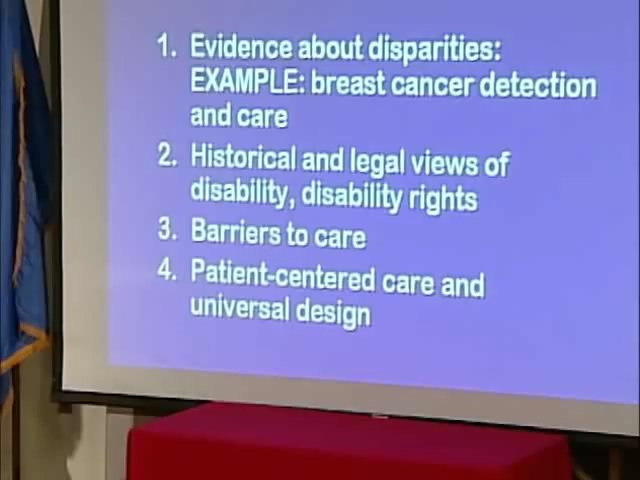 1. Evidence about disparities:
EXAMPLE: breast cancer detection
and care
2. Historical and legal views of
disability, disability rights
3. Barriers to care
4. Patient-centered care and
universal design